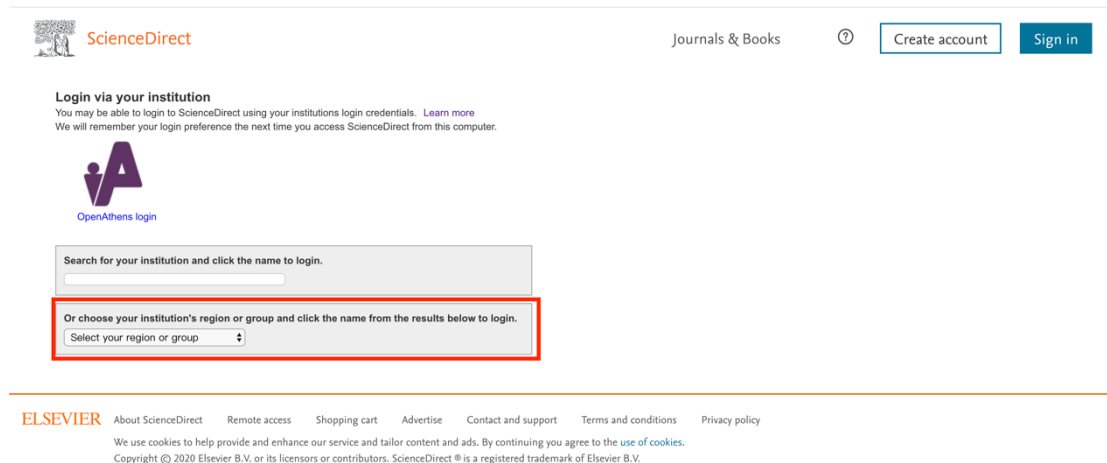 ScienceDirect
Journals & Books
?
Create account
Sign in
Login via your institution
You may be able to login to ScienceDirect using your institutions login credentials. Learn more
We will remember your login preference the next time you access ScienceDirect from this computer.
OpenAthens login
Search for your institution and click the name to login.
Or choose your institution's region or group and click the name from the results below to login.
Select your region or group
ELSEVIER
About ScienceDirect
Remote access
Shopping cart
Advertise
Contact and support
Terms and conditions
Privacy policy
We use cookies to help provide and enhance our service and tailor content and ads. By continuing you agree to the use of cookies.
Copyright © 2020 Elsevier B.V. or its licensors or contributors. ScienceDirect ® is a registered trademark of Elsevier B.V.